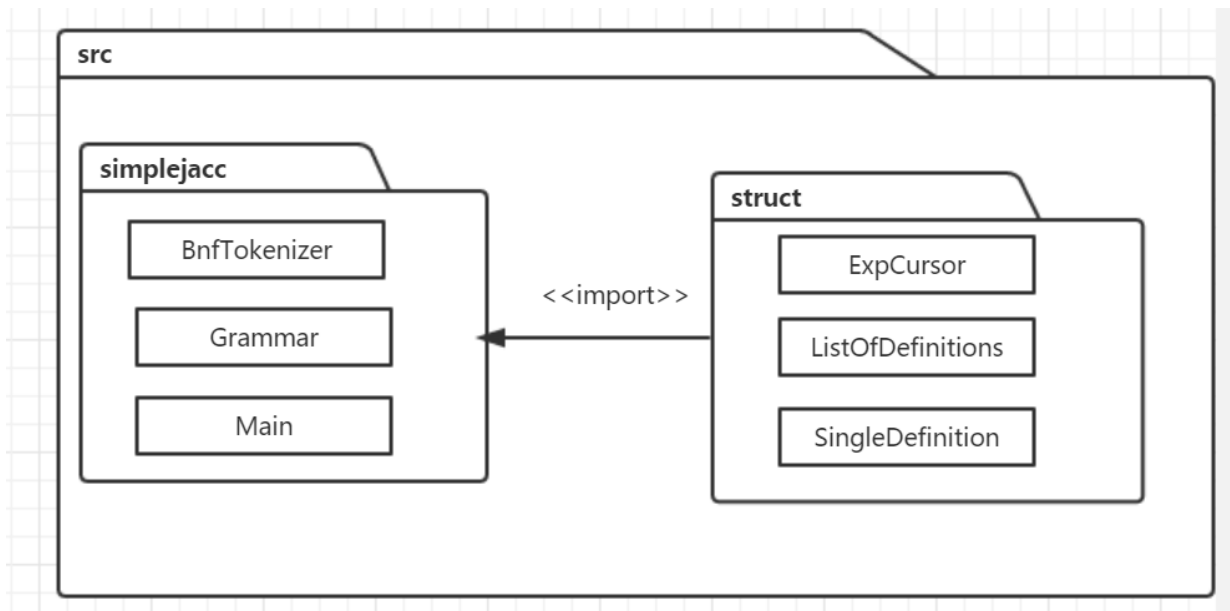 src
simplejacc
BnfTokenizer
Grammar
Main
<<import>>
struct
ExpCursor
ListOfDefinitions
SingleDefinition